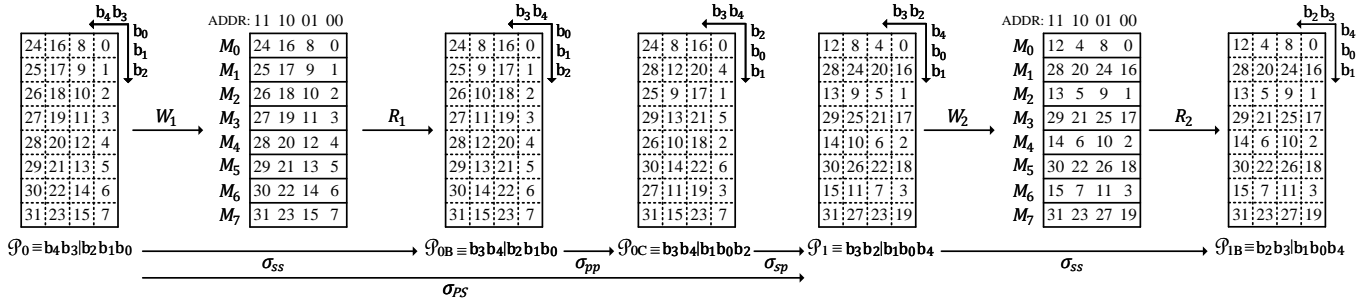 b₄b₃ ADDR: 11 10 01 00 b₃b₄ b₃b₄ b₃b₂ ADDR: 11 10 01 00 b₂b₃
b₀ b₀ b₂ b₄ b₄
b₁ b₁ b₀ b₀ b₀
b₂ b₂ b₁ b₁ b₁
24 16 8 0 M₀ 24 16 8 0 24 8 16 0 24 8 16 0 12 8 4 0 M₀ 12 4 8 0 12 4 8 0
25 17 9 1 M₁ 25 17 9 1 25 9 17 1 28 12 20 4 28 24 20 16 M₁ 28 20 24 16 28 20 24 16
26 18 10 2 M₂ 26 18 10 2 26 10 18 2 25 9 17 1 13 9 5 1 M₂ 13 5 9 1 13 5 9 1
27 19 11 3 M₃ 27 19 11 3 27 11 19 3 29 13 21 5 29 25 21 17 M₃ 29 21 25 17 29 21 25 17
W₁ R₁ W₂ R₂
28 20 12 4 M₄ 28 20 12 4 28 12 20 4 26 10 18 2 14 10 6 2 M₄ 14 6 10 2 14 6 10 2
29 21 13 5 M₅ 29 21 13 5 29 13 21 5 30 14 22 6 30 26 22 18 M₅ 30 22 26 18 30 22 26 18
30 22 14 6 M₆ 30 22 14 6 30 14 22 6 27 11 19 3 15 11 7 3 M₆ 15 7 11 3 15 7 11 3
31 23 15 7 M₇ 31 23 15 7 31 15 23 7 31 15 23 7 31 27 23 19 M₇ 31 23 27 19 31 23 27 19
𝒫₀ ≡ b₄b₃|b₂b₁b₀ 𝒫₀B ≡ b₃b₄|b₂b₁b₀ 𝒫₀C ≡ b₃b₄|b₁b₀b₂ 𝒫I ≡ b₃b₂|b₁b₀b₄ 𝒫IB ≡ b₂b₃|b₁b₀b₄
σss σpp σsp σss
σPS